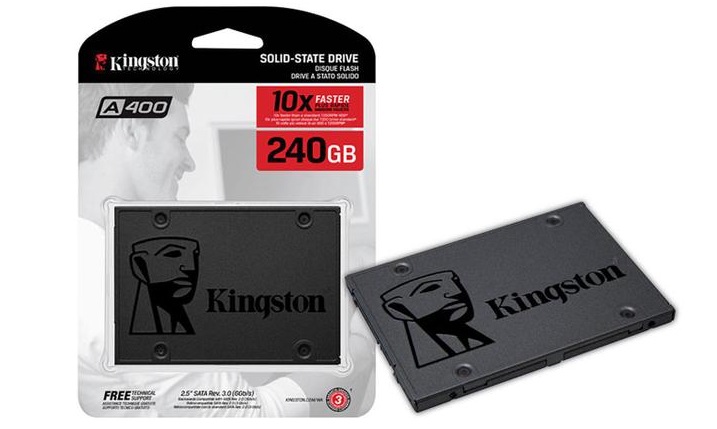 Kingston
TECHNOLOGY
SOLID-STATE DRIVE
DISQUE FLASH
DRIVE A STATO SOLIDO
A400
10x FASTER
240GB
Kingston
Kingston
FREE TECHNICAL
SUPPORT
2.5" SATA Rev. 3.0 (6Gb/s)
3